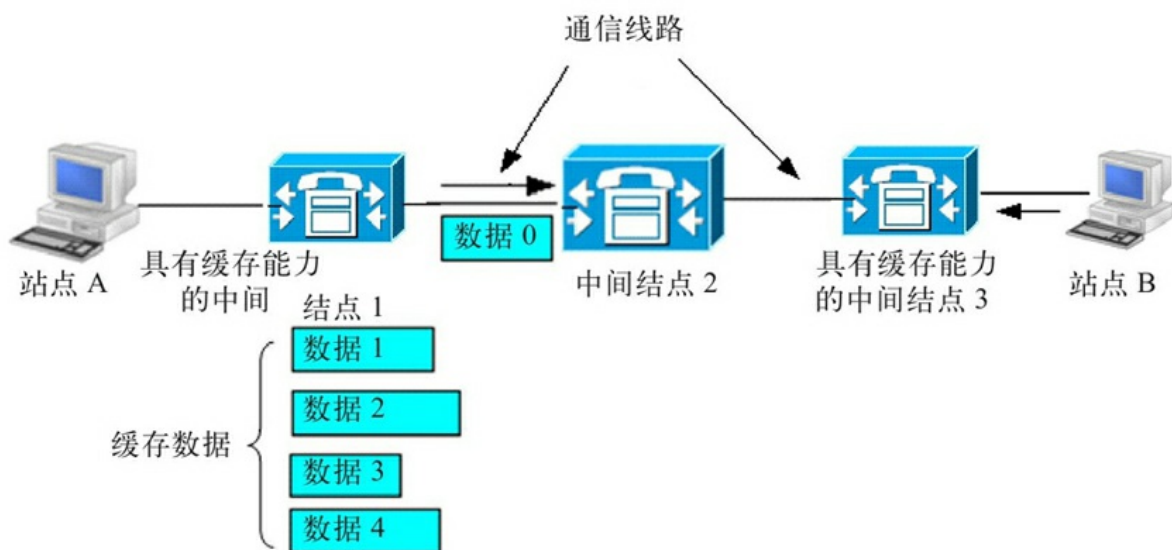 通信线路
数据 0
站点 A
具有缓存能力
的中间
结点 1
中间结点 2
具有缓存能力
的中间结点 3
站点 B
缓存数据
数据 1
数据 2
数据 3
数据 4